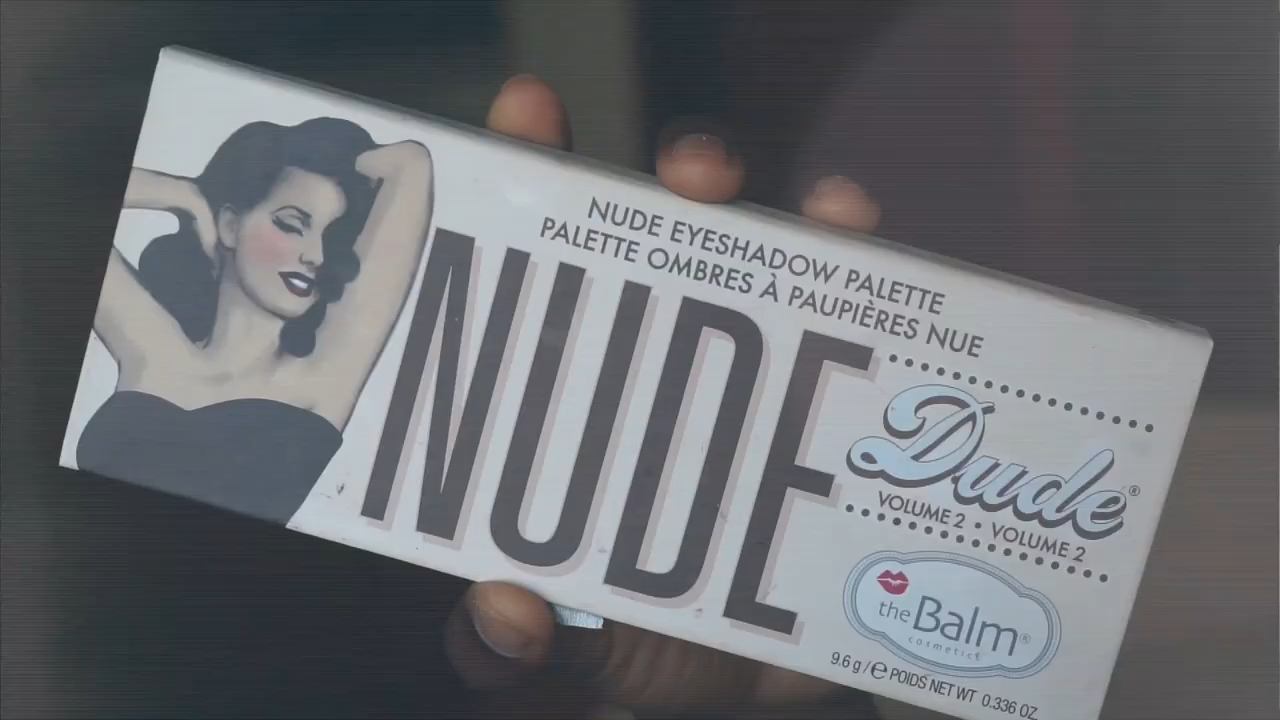 NUDE EYESHADOW PALETTE
PALETTE OMBRES À PAUPIÈRES NUE
NUDE
Dude®
VOLUME 2 • VOLUME 2
theBalm®
cosmetics
9.6 g / ℮ POIDS NET WT 0.336 OZ.